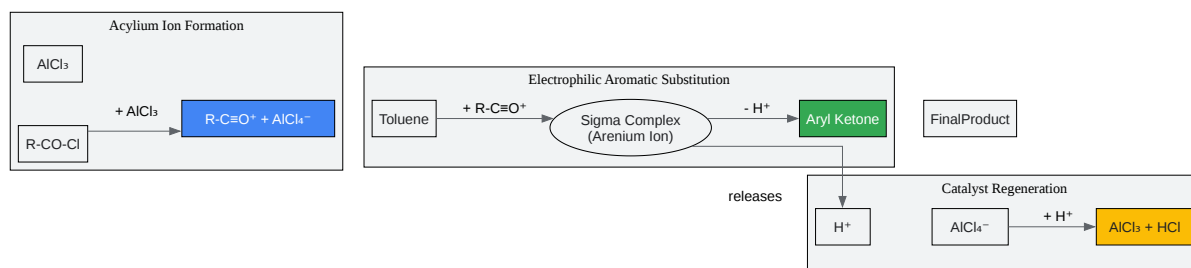 Acylium Ion Formation
AlCl₃
+ AlCl₃
R-C≡O⁺ + AlCl₄⁻
R-CO-Cl
Electrophilic Aromatic Substitution
Toluene
+ R-C≡O⁺
Sigma Complex
(Arenium Ion)
- H⁺
Aryl Ketone
FinalProduct
releases
Catalyst Regeneration
H⁺
AlCl₄⁻
+ H⁺
AlCl₃ + HCl